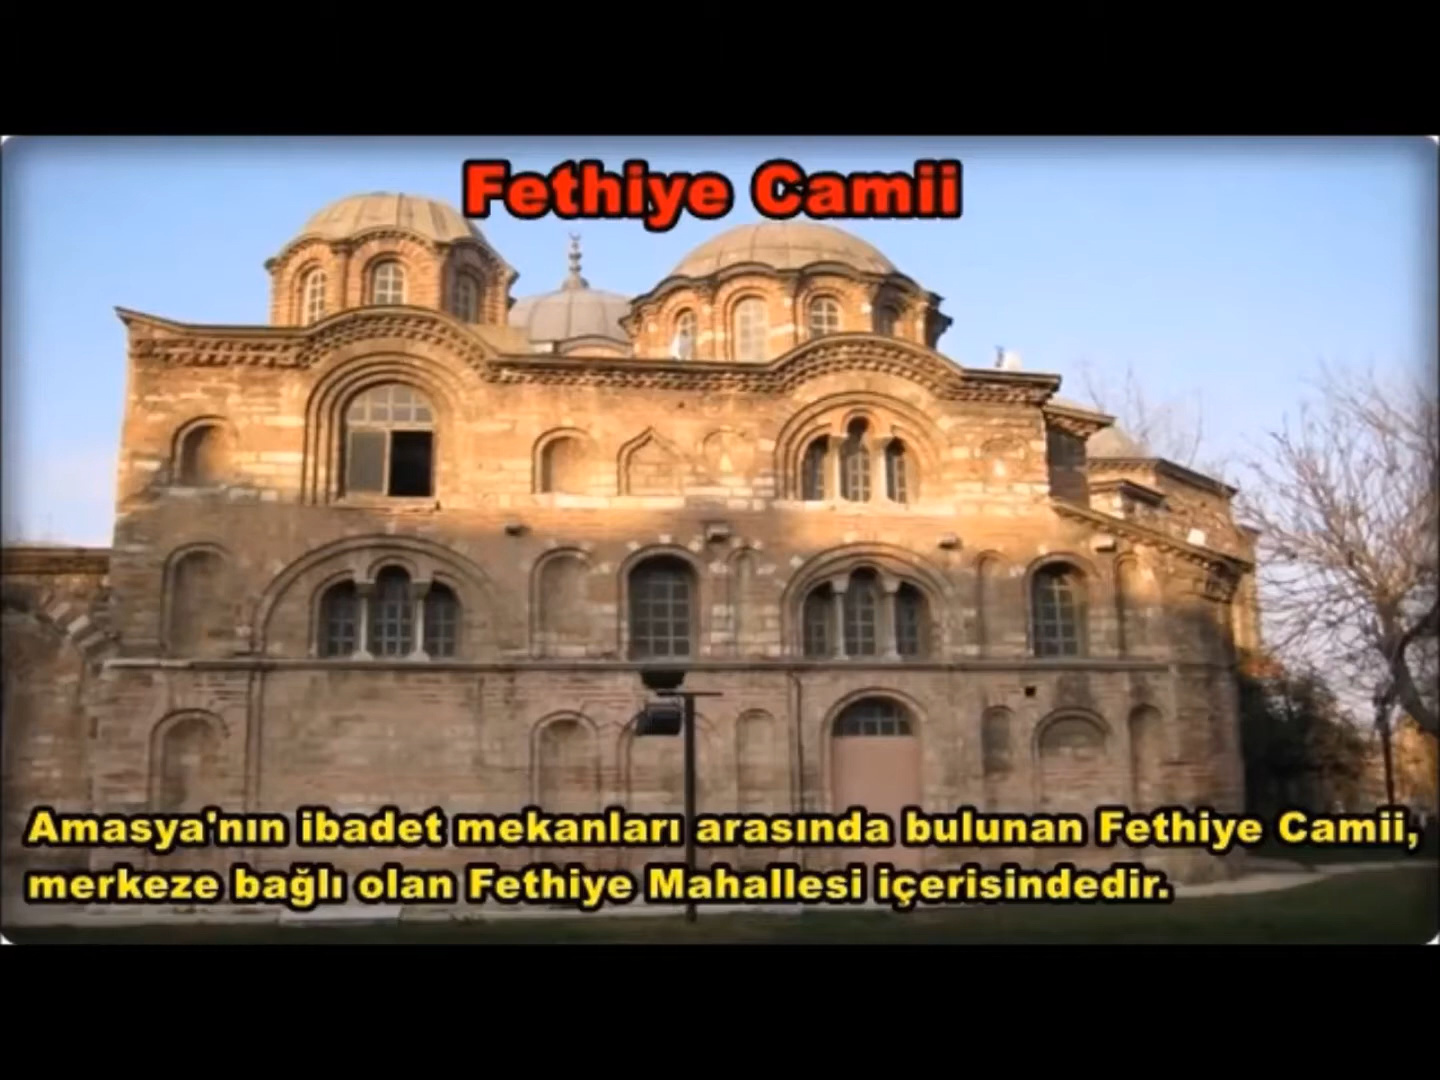 Fethiye Camii
Amasya'nın ibadet mekanları arasında bulunan Fethiye Camii,
merkeze bağlı olan Fethiye Mahallesi içerisindedir.